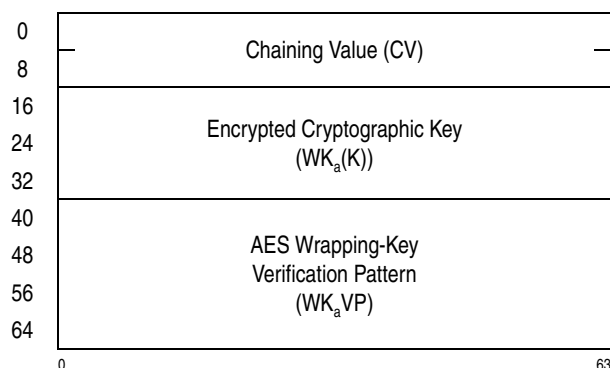 0
Chaining Value (CV)
8
16
24
Encrypted Cryptographic Key
(WKa(K))
32
40
48
AES Wrapping-Key
Verification Pattern
56
(WKaVP)
64
0 63